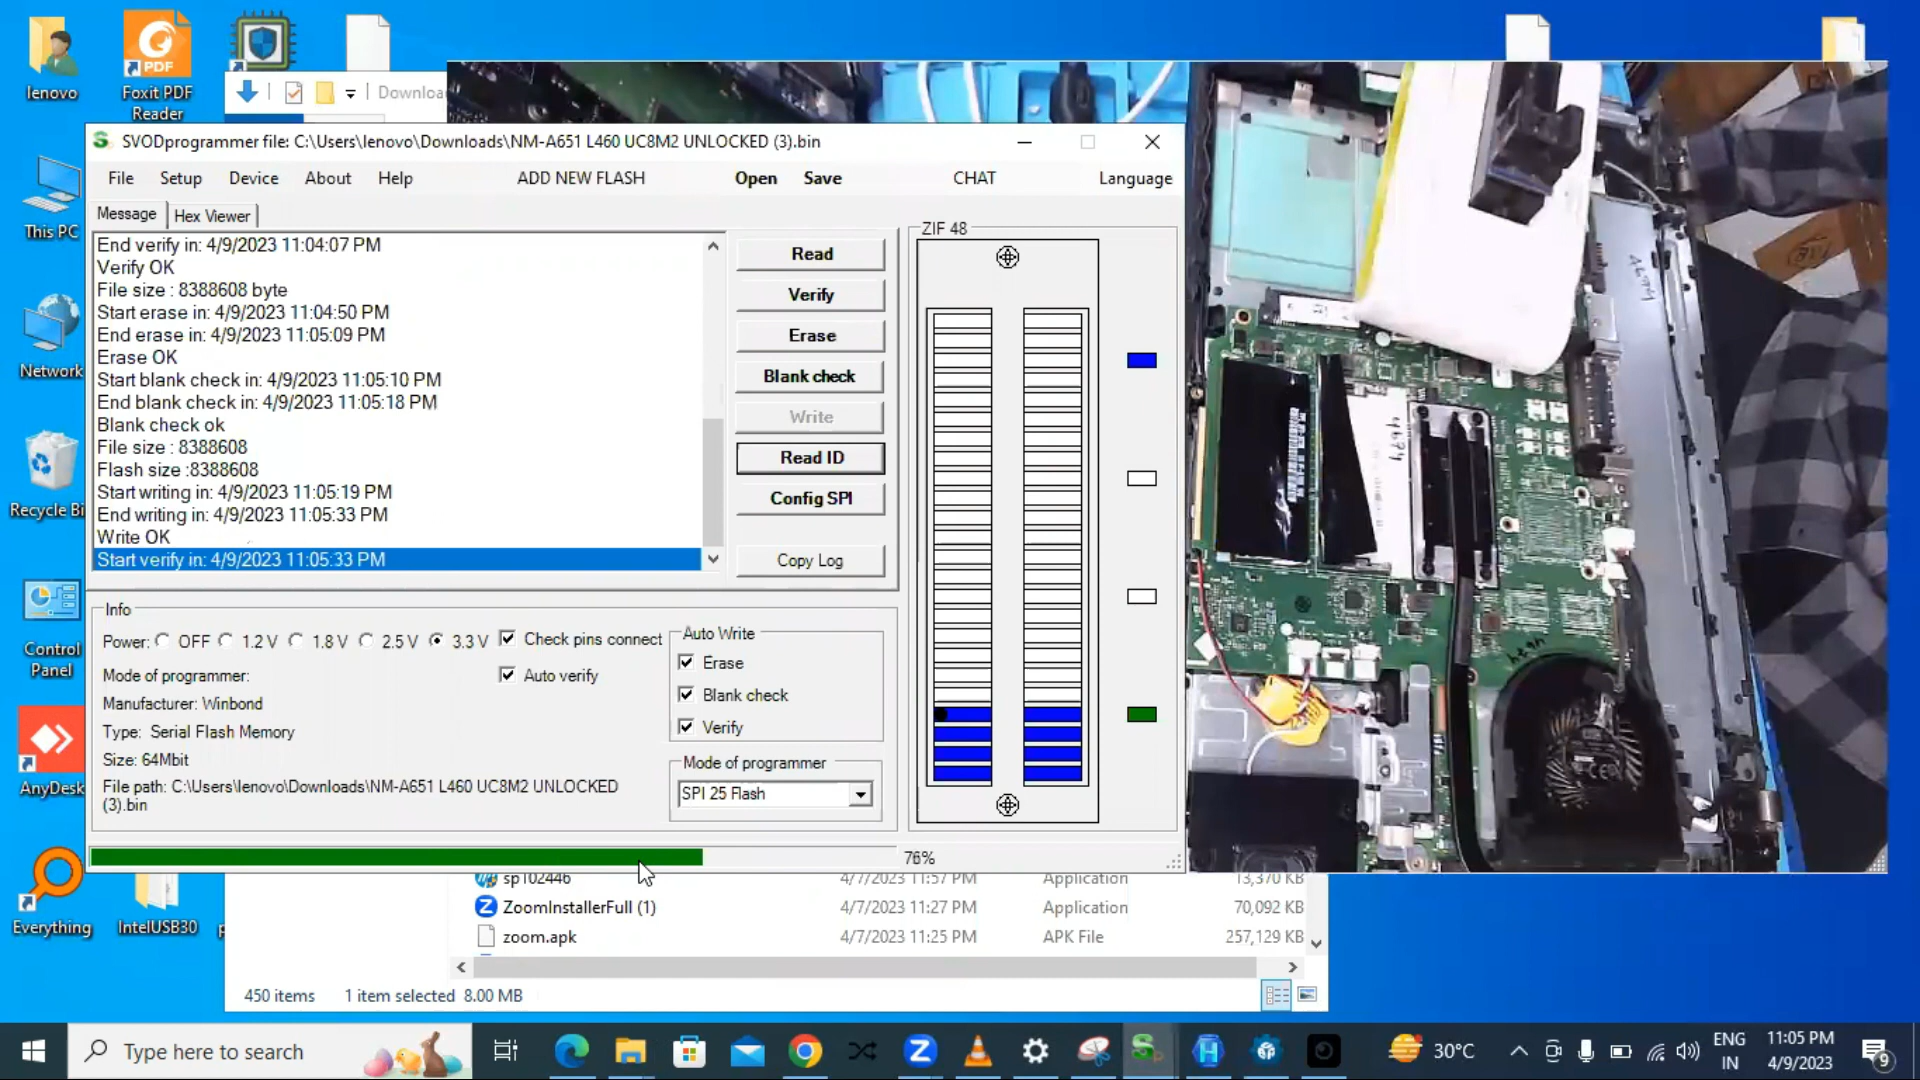 lenovo
Foxit PDF
Reader
PDF
This PC
Network
Recycle Bi
Control
Panel
AnyDesk
Everything
IntelUSB30
SVODprogrammer file: C:\Users\lenovo\Downloads\NM-A651 L460 UC8M2 UNLOCKED (3).bin
File Setup Device About Help ADD NEW FLASH Open Save CHAT Language
Message Hex Viewer
End verify in: 4/9/2023 11:04:07 PM
Verify OK
File size : 8388608 byte
Start erase in: 4/9/2023 11:04:50 PM
End erase in: 4/9/2023 11:05:09 PM
Erase OK
Start blank check in: 4/9/2023 11:05:10 PM
End blank check in: 4/9/2023 11:05:18 PM
Blank check ok
File size : 8388608
Flash size :8388608
Start writing in: 4/9/2023 11:05:19 PM
End writing in: 4/9/2023 11:05:33 PM
Write OK
Start verify in: 4/9/2023 11:05:33 PM
Read
Verify
Erase
Blank check
Write
Read ID
Config SPI
Copy Log
ZIF 48
Info
Power: OFF 1.2 V 1.8 V 2.5 V 3.3 V
Check pins connect
Auto verify
Mode of programmer:
Manufacturer: Winbond
Type: Serial Flash Memory
Size: 64Mbit
File path: C:\Users\lenovo\Downloads\NM-A651 L460 UC8M2 UNLOCKED
(3).bin
Auto Write
Erase
Blank check
Verify
Mode of programmer
SPI 25 Flash
76%
sp102446 4/7/2023 11:57 PM Application 13,370 KB
ZoomInstallerFull (1) 4/7/2023 11:27 PM Application 70,092 KB
zoom.apk 4/7/2023 11:25 PM APK File 257,129 KB
450 items 1 item selected 8.00 MB
Type here to search
30°C
ENG
IN
11:05 PM
4/9/2023
9